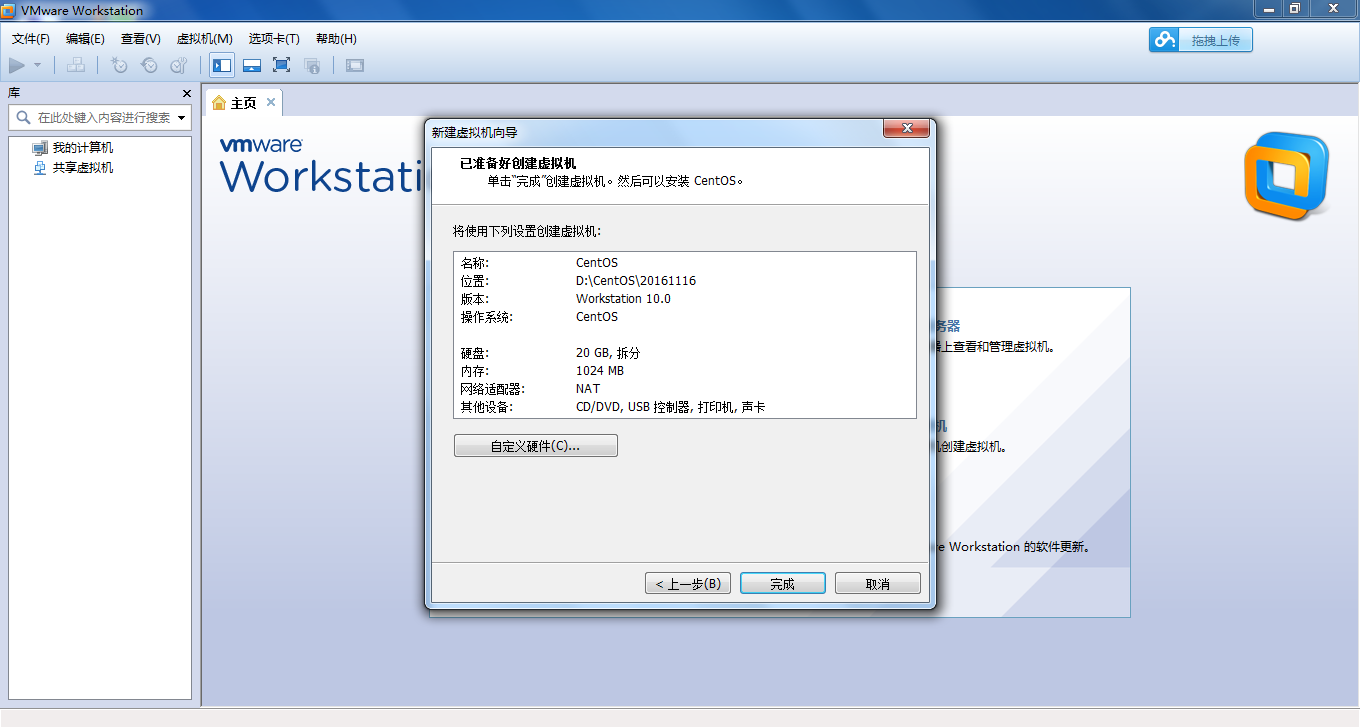 VMware Workstation
文件(F) 编辑(E) 查看(V) 虚拟机(M) 选项卡(T) 帮助(H)
拖拽上传
库
在此处键入内容进行搜索
我的计算机
共享虚拟机
主页
vmware
Workstati
新建虚拟机向导
已准备好创建虚拟机
单击“完成”创建虚拟机。然后可以安装 CentOS。
将使用下列设置创建虚拟机:
名称: CentOS
位置: D:\CentOS\20161116
版本: Workstation 10.0
操作系统: CentOS
硬盘: 20 GB, 拆分
内存: 1024 MB
网络适配器: NAT
其他设备: CD/DVD, USB 控制器, 打印机, 声卡
自定义硬件(C)...
< 上一步(B) 完成 取消
务器
上查看和管理虚拟机。
机
创建虚拟机。
e Workstation 的软件更新。